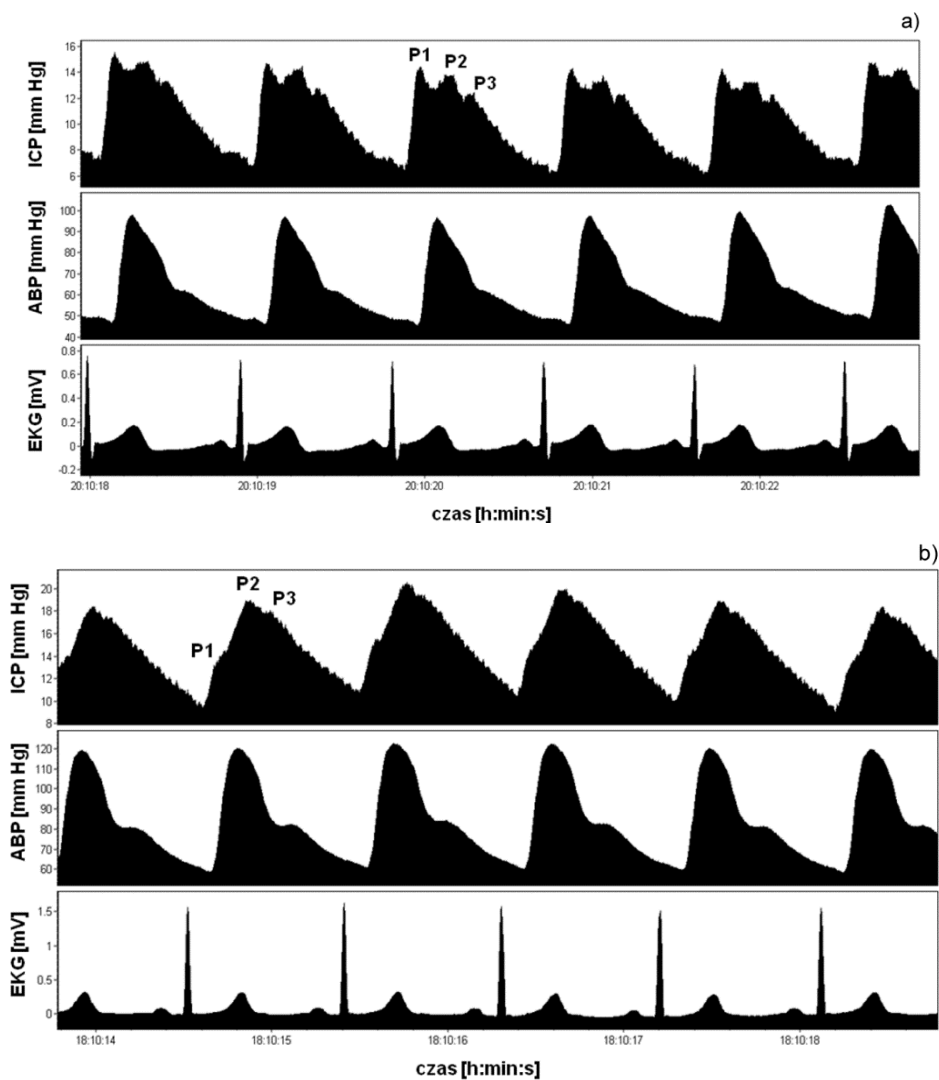 a)
ICP [mm Hg]
16
14
12
10
8
6
P1
P2
P3
ABP [mm Hg]
100
90
80
70
60
50
40
EKG [mV]
0.8
0.6
0.4
0.2
0
-0.2
20:10:18 20:10:19 20:10:20 20:10:21 20:10:22
czas [h:min:s]
b)
ICP [mm Hg]
20
18
16
14
12
10
8
P1
P2
P3
ABP [mm Hg]
120
110
100
90
80
70
60
EKG [mV]
1.5
1
0.5
0
18:10:14 18:10:15 18:10:16 18:10:17 18:10:18
czas [h:min:s]